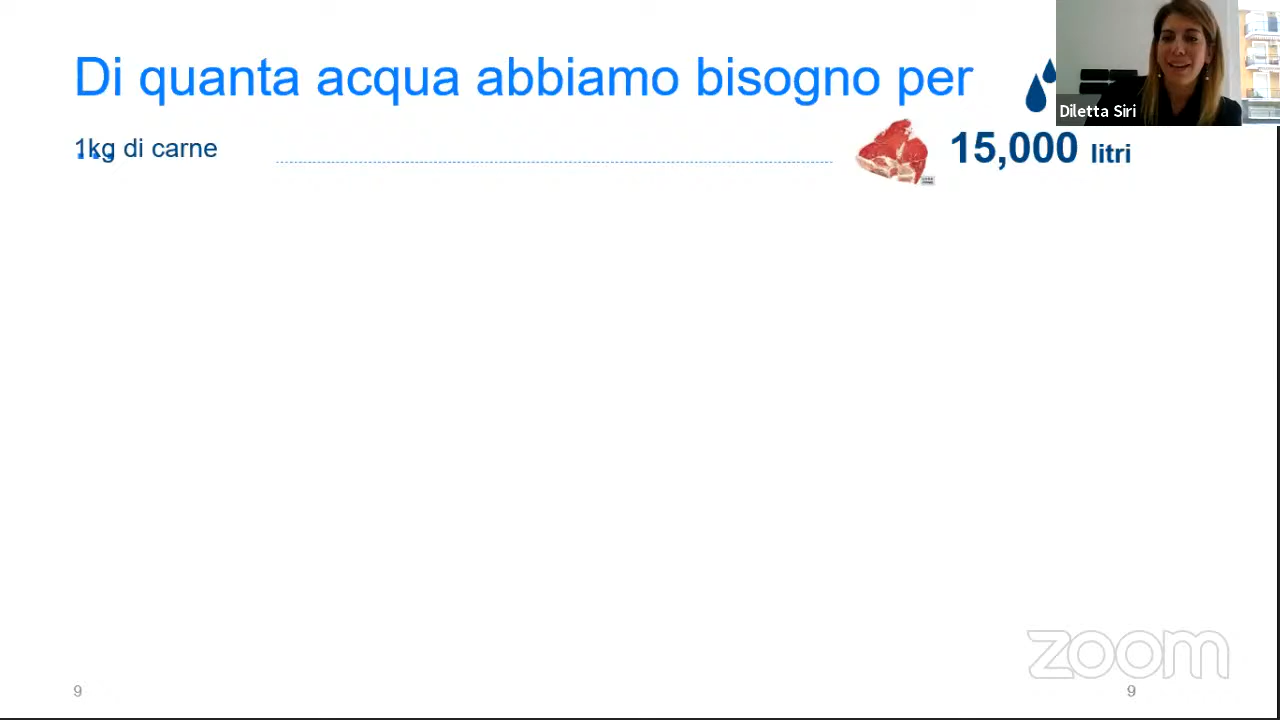 Di quanta acqua abbiamo bisogno per
...
Diletta Siri
1kg di carne
15,000 litri
zoom
9
9